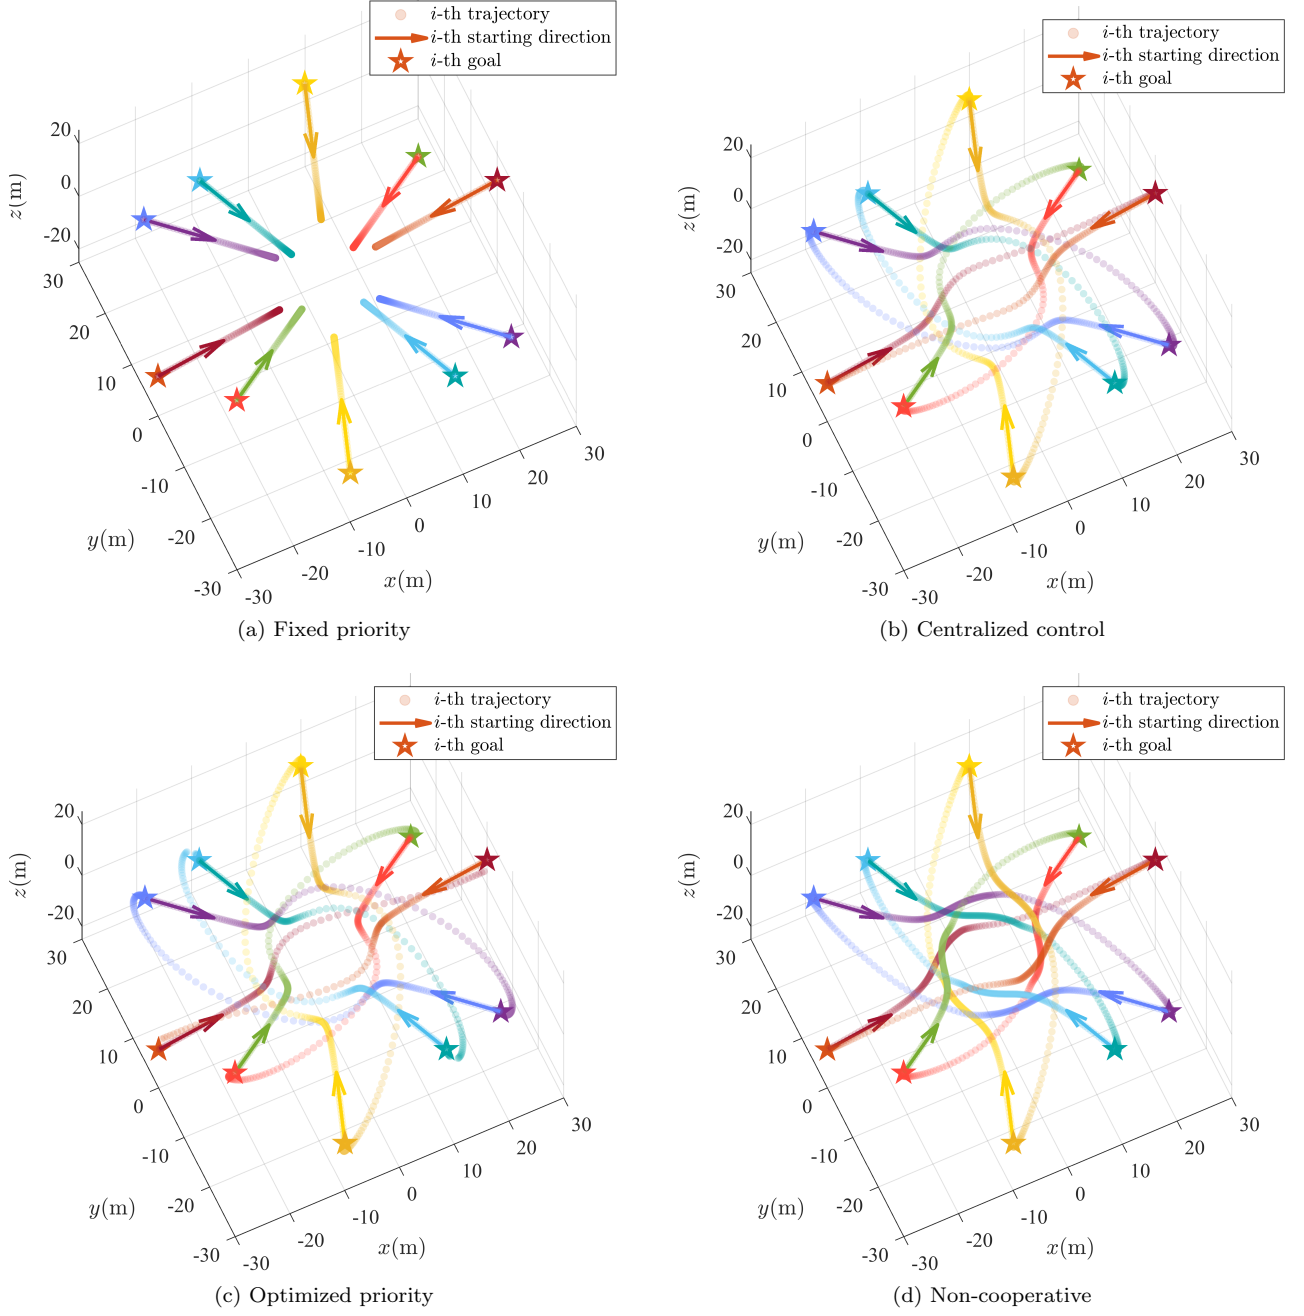 i-th trajectory
i-th starting direction
i-th goal
z(m)
20
0
-20
30
20
10
0
-10
-20
-30
y(m)
-30
-20
-10
0
10
20
30
x(m)
(a) Fixed priority
i-th trajectory
i-th starting direction
i-th goal
z(m)
20
0
-20
30
20
10
0
-10
-20
-30
y(m)
-30
-20
-10
0
10
20
30
x(m)
(b) Centralized control
i-th trajectory
i-th starting direction
i-th goal
z(m)
20
0
-20
30
20
10
0
-10
-20
-30
y(m)
-30
-20
-10
0
10
20
30
x(m)
(c) Optimized priority
i-th trajectory
i-th starting direction
i-th goal
z(m)
20
0
-20
30
20
10
0
-10
-20
-30
y(m)
-30
-20
-10
0
10
20
30
x(m)
(d) Non-cooperative